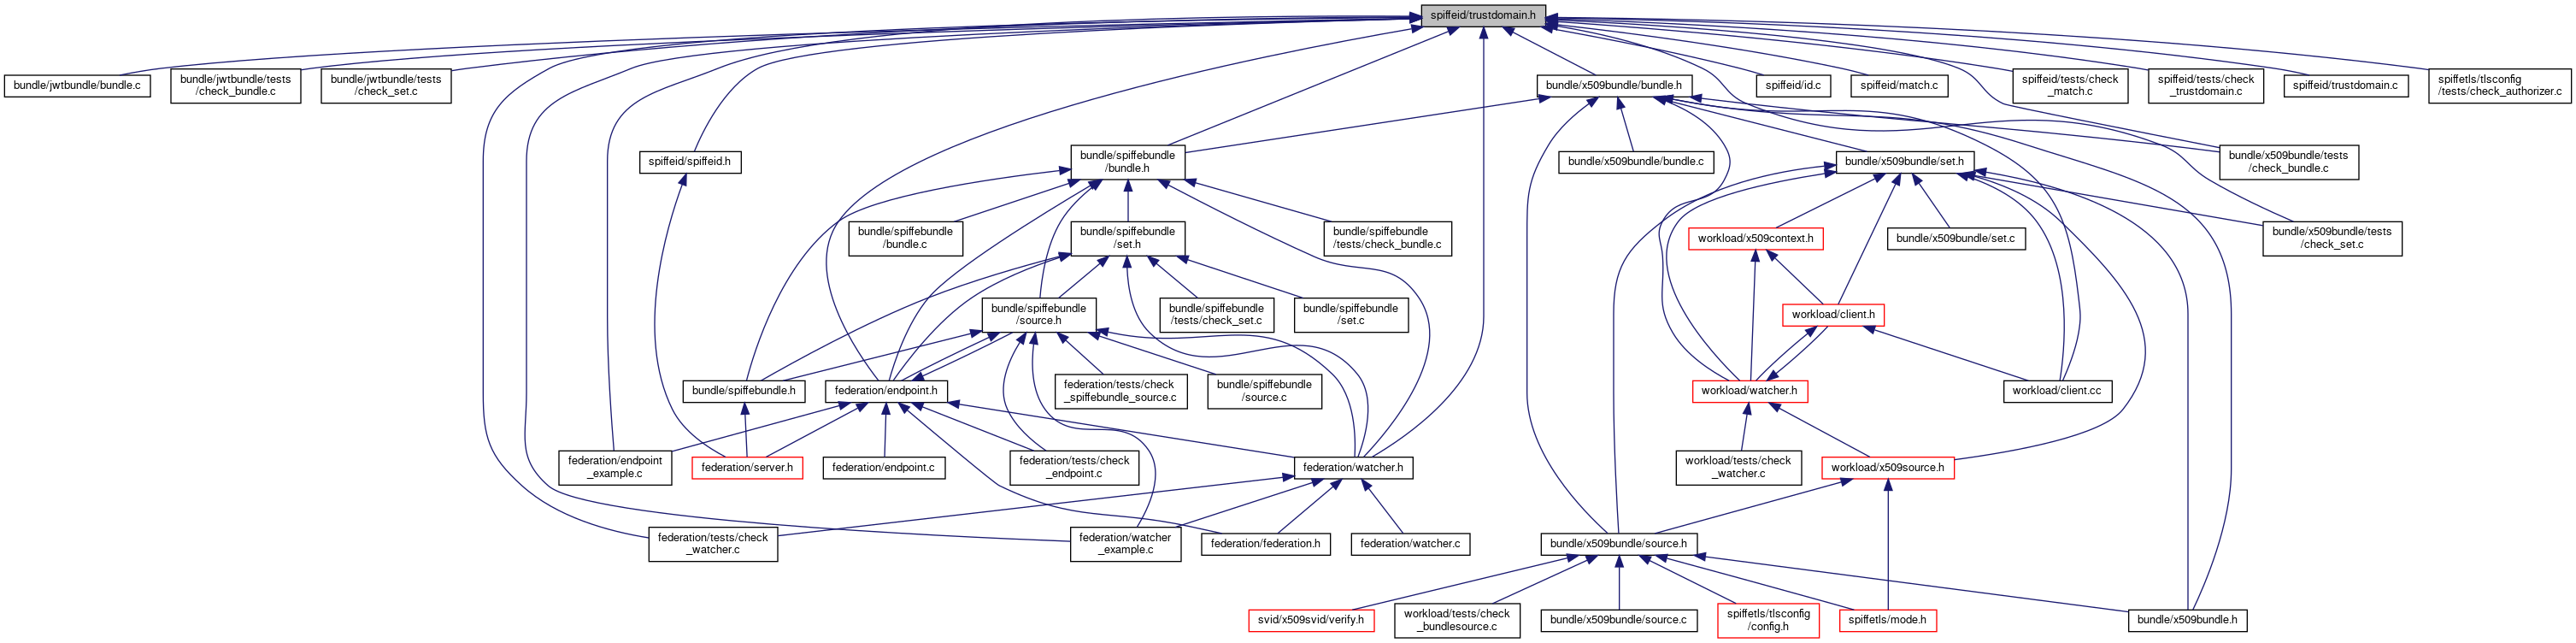 spiffeid/trustdomain.h
bundle/jwtbundle/bundle.c
bundle/jwtbundle/tests
/check_bundle.c
bundle/jwtbundle/tests
/check_set.c
bundle/x509bundle/bundle.h
spiffeid/id.c
spiffeid/match.c
spiffeid/tests/check
_match.c
spiffeid/tests/check
_trustdomain.c
spiffeid/trustdomain.c
spiffetls/tlsconfig
/tests/check_authorizer.c
spiffeid/spiffeid.h
bundle/spiffebundle
/bundle.h
bundle/x509bundle/bundle.c
bundle/x509bundle/set.h
bundle/x509bundle/tests
/check_bundle.c
bundle/spiffebundle
/bundle.c
bundle/spiffebundle
/set.h
bundle/spiffebundle
/tests/check_bundle.c
workload/x509context.h
bundle/x509bundle/set.c
bundle/x509bundle/tests
/check_set.c
bundle/spiffebundle
/source.h
bundle/spiffebundle
/tests/check_set.c
bundle/spiffebundle
/set.c
workload/client.h
bundle/spiffebundle.h
federation/endpoint.h
federation/tests/check
_spiffebundle_source.c
bundle/spiffebundle
/source.c
workload/watcher.h
workload/client.cc
federation/endpoint
_example.c
federation/server.h
federation/endpoint.c
federation/tests/check
_endpoint.c
federation/watcher.h
workload/tests/check
_watcher.c
workload/x509source.h
federation/tests/check
_watcher.c
federation/watcher
_example.c
federation/federation.h
federation/watcher.c
bundle/x509bundle/source.h
svid/x509svid/verify.h
workload/tests/check
_bundlesource.c
bundle/x509bundle/source.c
spiffetls/tlsconfig
/config.h
spiffetls/mode.h
bundle/x509bundle.h